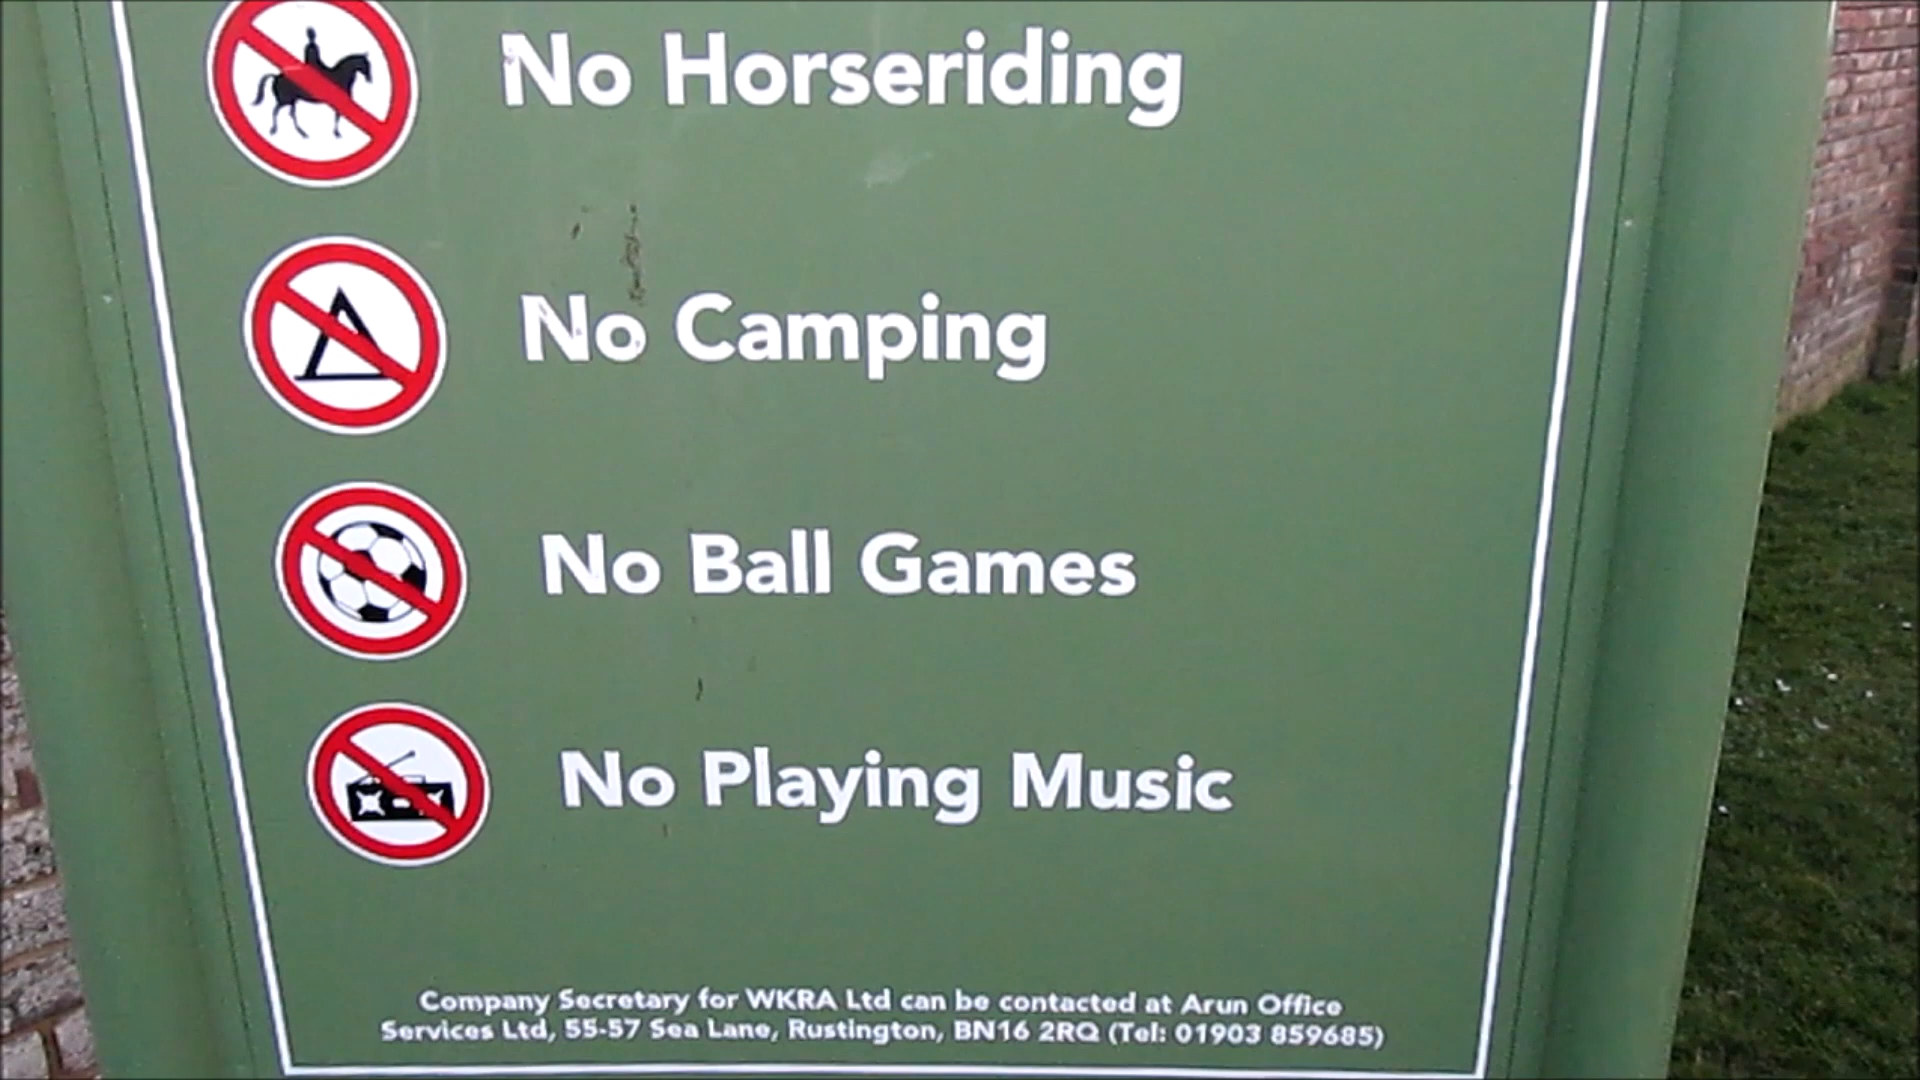 No Horseriding
No Camping
No Ball Games
No Playing Music
Company Secretary for WKRA Ltd can be contacted at Arun Office
Services Ltd, 55-57 Sea Lane, Rustington, BN16 2RQ (Tel: 01903 859685)